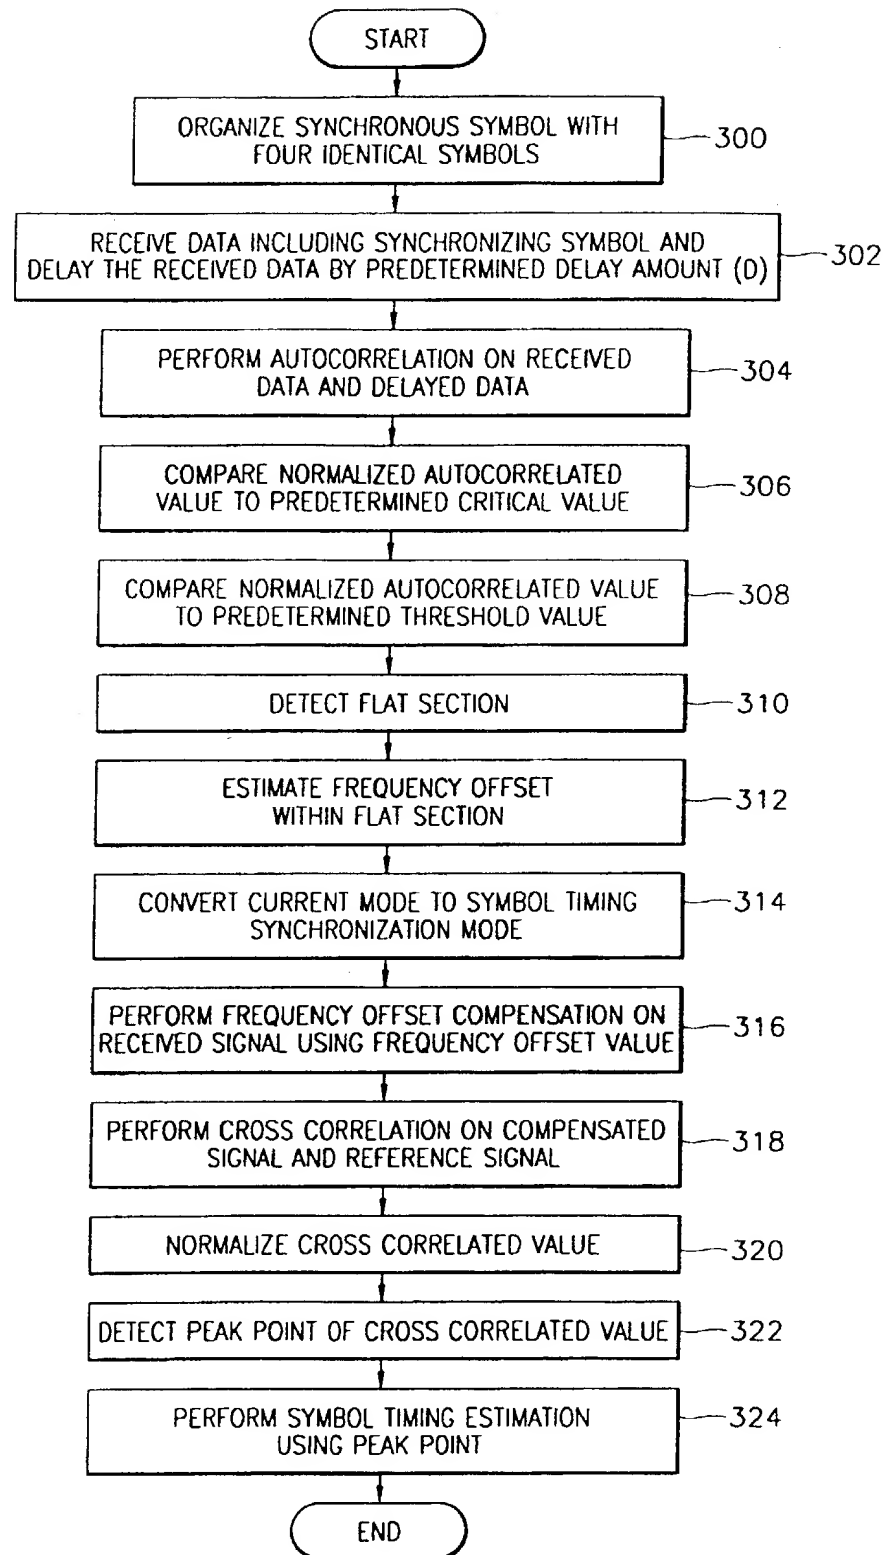 START
ORGANIZE SYNCHRONOUS SYMBOL WITH
FOUR IDENTICAL SYMBOLS
300
RECEIVE DATA INCLUDING SYNCHRONIZING SYMBOL AND
DELAY THE RECEIVED DATA BY PREDETERMINED DELAY AMOUNT (D)
302
PERFORM AUTOCORRELATION ON RECEIVED
DATA AND DELAYED DATA
304
COMPARE NORMALIZED AUTOCORRELATED
VALUE TO PREDETERMINED CRITICAL VALUE
306
COMPARE NORMALIZED AUTOCORRELATED VALUE
TO PREDETERMINED THRESHOLD VALUE
308
DETECT FLAT SECTION
310
ESTIMATE FREQUENCY OFFSET
WITHIN FLAT SECTION
312
CONVERT CURRENT MODE TO SYMBOL TIMING
SYNCHRONIZATION MODE
314
PERFORM FREQUENCY OFFSET COMPENSATION ON
RECEIVED SIGNAL USING FREQUENCY OFFSET VALUE
316
PERFORM CROSS CORRELATION ON COMPENSATED
SIGNAL AND REFERENCE SIGNAL
318
NORMALIZE CROSS CORRELATED VALUE
320
DETECT PEAK POINT OF CROSS CORRELATED VALUE
322
PERFORM SYMBOL TIMING ESTIMATION
USING PEAK POINT
324
END